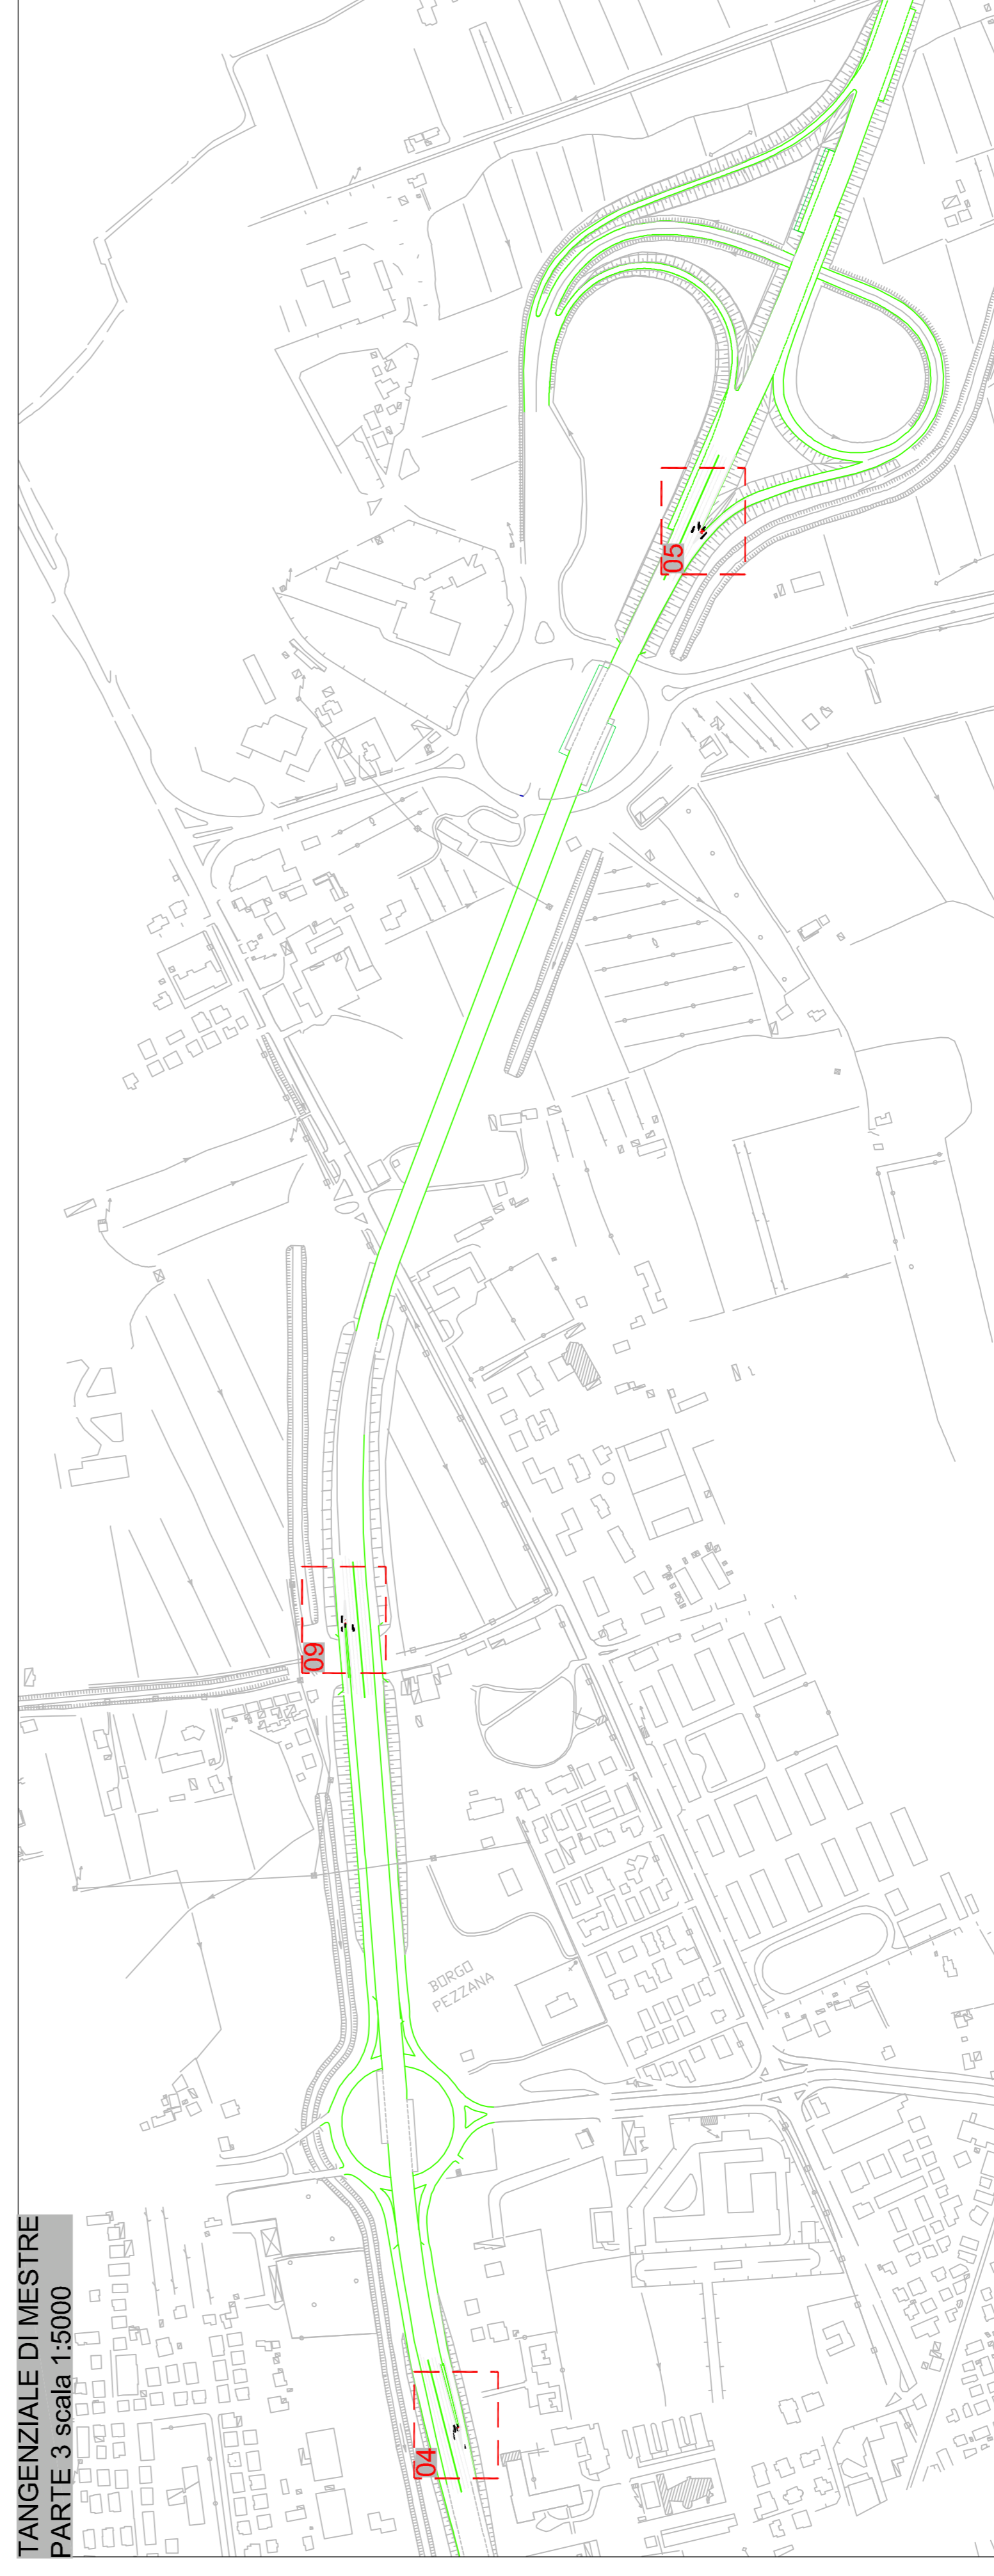 TANGENZIALE DI MESTRE
PARTE 3 scala 1:5000
05
09
BORGO
PEZZANA
04